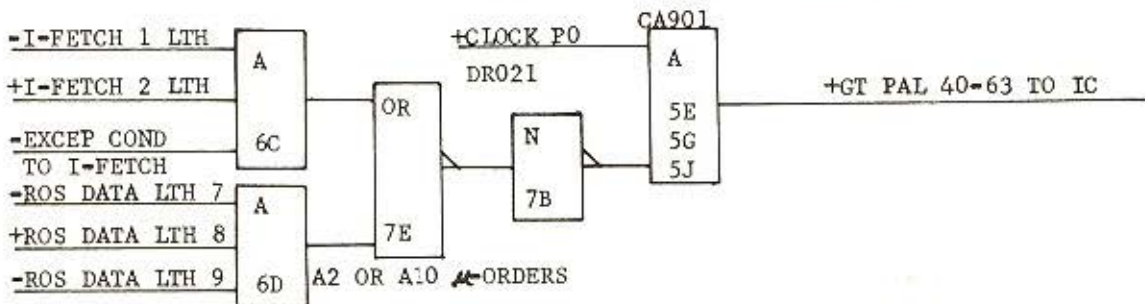 CA901
-I-FETCH 1 LTH
+CLOCK P0
A
A
+I-FETCH 2 LTH
DR021
+GT PAL 40-63 TO IC
OR
5E
-EXCEP COND
6C
N
5G
TO I-FETCH
5J
-ROS DATA LTH 7
A
7B
+ROS DATA LTH 8
7E
-ROS DATA LTH 9
6D
A2 OR A10 μ-ORDERS